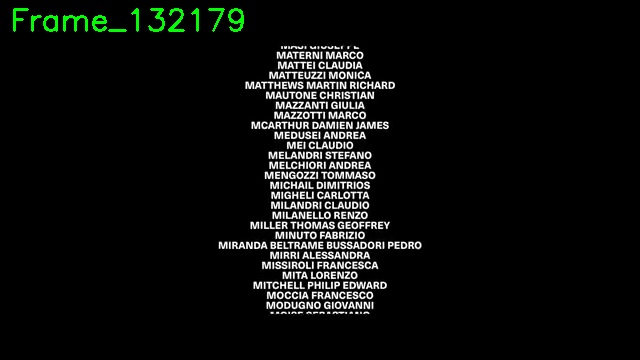 Frame_132179
MASI GIUSEPPE
MATERNI MARCO
MATTEI CLAUDIA
MATTEUZZI MONICA
MATTHEWS MARTIN RICHARD
MAUTONE CHRISTIAN
MAZZANTI GIULIA
MAZZOTTI MARCO
MCARTHUR DAMIEN JAMES
MEDUSEI ANDREA
MEI CLAUDIO
MELANDRI STEFANO
MELCHIORI ANDREA
MENGOZZI TOMMASO
MICHAIL DIMITRIOS
MIGHELI CARLOTTA
MILANDRI CLAUDIO
MILANELLO RENZO
MILLER THOMAS GEOFFREY
MINUTO FABRIZIO
MIRANDA BELTRAME BUSSADORI PEDRO
MIRRI ALESSANDRA
MISSIROLI FRANCESCA
MITA LORENZO
MITCHELL PHILIP EDWARD
MOCCIA FRANCESCO
MODUGNO GIOVANNI